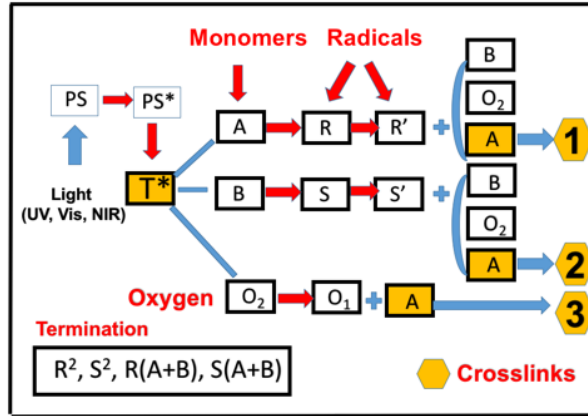 Monomers Radicals
B
PS PS*
O₂
A R R' + A 1
Light
(UV, Vis, NIR)
T*
B S S' + B
O₂
A 2
Oxygen O₂ O₁ + A 3
Termination
R², S², R(A+B), S(A+B)
Crosslinks